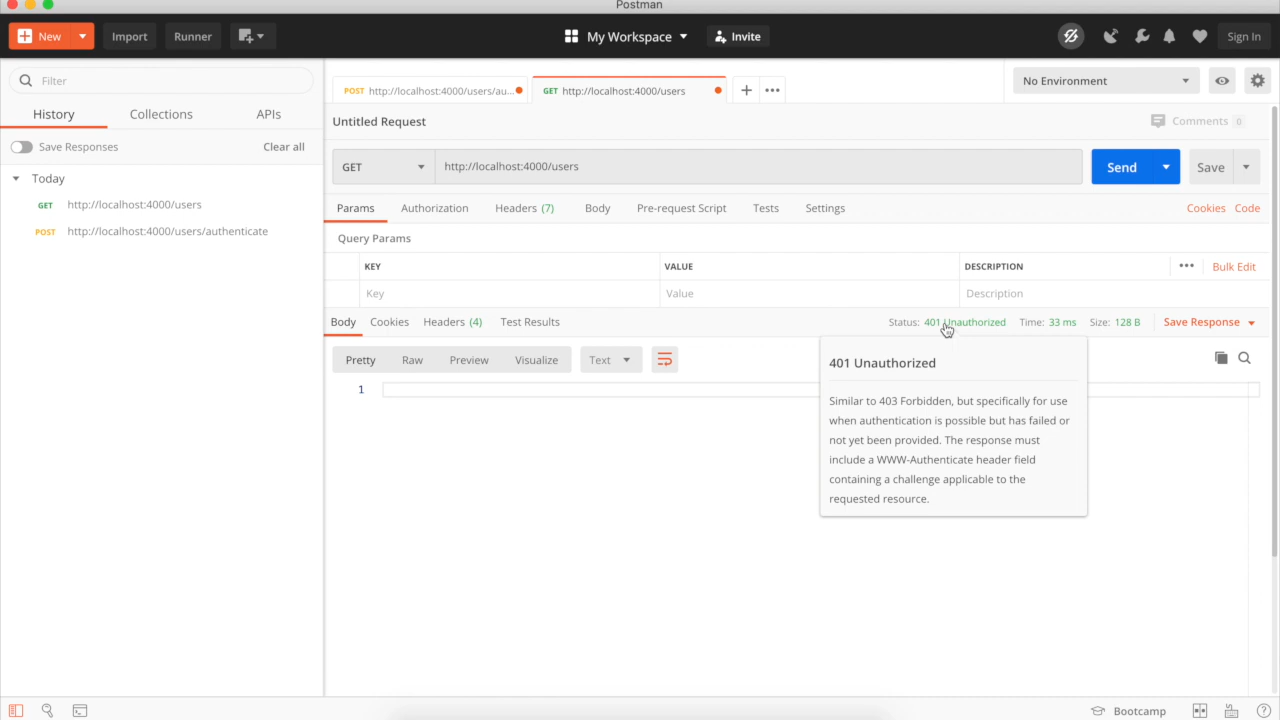 Postman
New
Import
Runner
My Workspace
Invite
Sign In
Filter
History
Collections
APIs
Save Responses
Clear all
Today
GET http://localhost:4000/users
POST http://localhost:4000/users/authenticate
POST http://localhost:4000/users/au...
GET http://localhost:4000/users
No Environment
Untitled Request
Comments 0
GET
http://localhost:4000/users
Send
Save
Params
Authorization
Headers (7)
Body
Pre-request Script
Tests
Settings
Cookies
Code
Query Params
KEY
VALUE
DESCRIPTION
Bulk Edit
Key
Value
Description
Body
Cookies
Headers (4)
Test Results
Status: 401 Unauthorized
Time: 33 ms
Size: 128 B
Save Response
Pretty
Raw
Preview
Visualize
Text
1
401 Unauthorized
Similar to 403 Forbidden, but specifically for use
when authentication is possible but has failed or
not yet been provided. The response must
include a WWW-Authenticate header field
containing a challenge applicable to the
requested resource.
Bootcamp